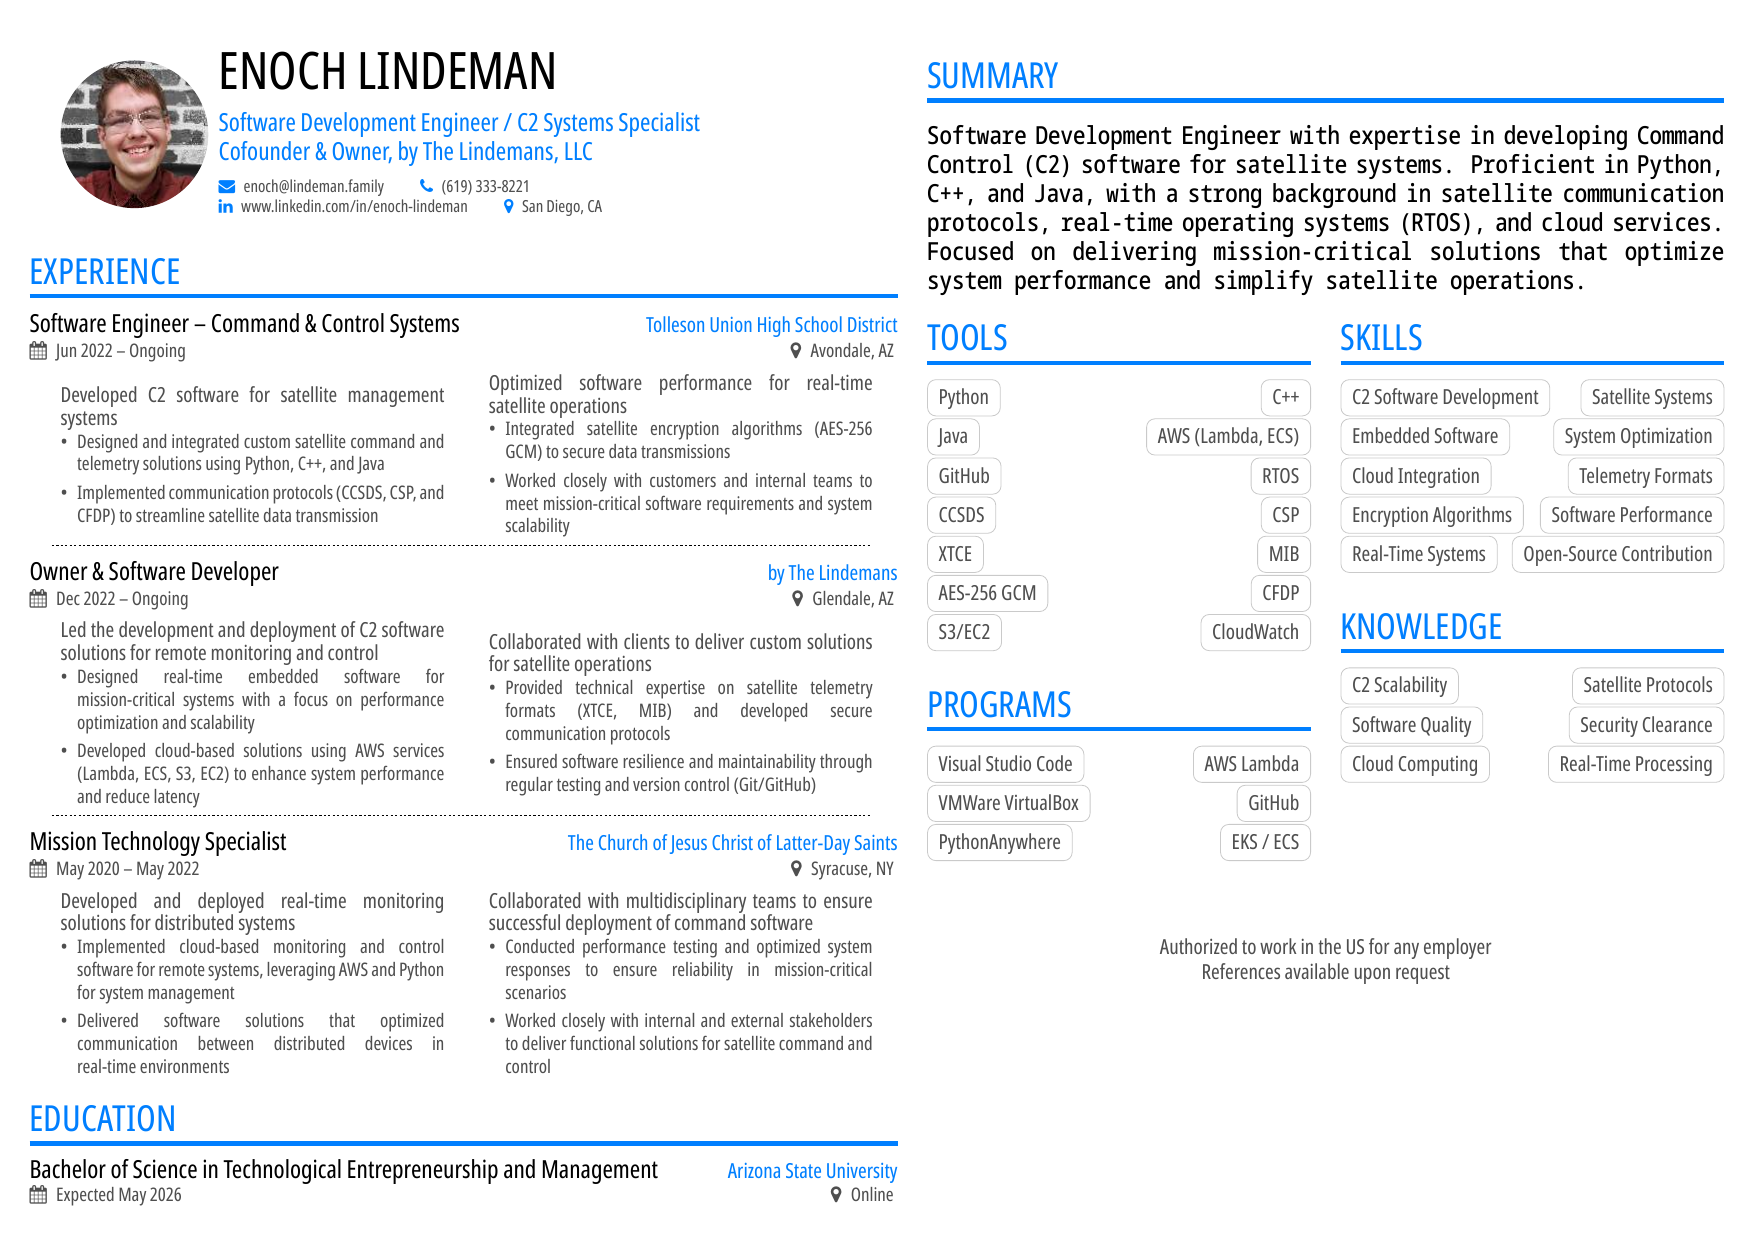 ENOCH LINDEMAN
Software Development Engineer / C2 Systems Specialist
Cofounder & Owner, by The Lindemans, LLC
enoch@lindeman.family (619) 333-8221
www.linkedin.com/in/enoch-lindeman San Diego, CA
EXPERIENCE
Software Engineer – Command & Control Systems Tolleson Union High School District
Jun 2022 – Ongoing Avondale, AZ
Developed C2 software for satellite management
systems
• Designed and integrated custom satellite command and
telemetry solutions using Python, C++, and Java
• Implemented communication protocols (CCSDS, CSP, and
CFDP) to streamline satellite data transmission
Optimized software performance for real-time
satellite operations
• Integrated satellite encryption algorithms (AES-256
GCM) to secure data transmissions
• Worked closely with customers and internal teams to
meet mission-critical software requirements and system
scalability
Owner & Software Developer by The Lindemans
Dec 2022 – Ongoing Glendale, AZ
Led the development and deployment of C2 software
solutions for remote monitoring and control
• Designed real-time embedded software for
mission-critical systems with a focus on performance
optimization and scalability
• Developed cloud-based solutions using AWS services
(Lambda, ECS, S3, EC2) to enhance system performance
and reduce latency
Collaborated with clients to deliver custom solutions
for satellite operations
• Provided technical expertise on satellite telemetry
formats (XTCE, MIB) and developed secure
communication protocols
• Ensured software resilience and maintainability through
regular testing and version control (Git/GitHub)
Mission Technology Specialist The Church of Jesus Christ of Latter-Day Saints
May 2020 – May 2022 Syracuse, NY
Developed and deployed real-time monitoring
solutions for distributed systems
• Implemented cloud-based monitoring and control
software for remote systems, leveraging AWS and Python
for system management
• Delivered software solutions that optimized
communication between distributed devices in
real-time environments
Collaborated with multidisciplinary teams to ensure
successful deployment of command software
• Conducted performance testing and optimized system
responses to ensure reliability in mission-critical
scenarios
• Worked closely with internal and external stakeholders
to deliver functional solutions for satellite command and
control
EDUCATION
Bachelor of Science in Technological Entrepreneurship and Management Arizona State University
Expected May 2026 Online
SUMMARY
Software Development Engineer with expertise in developing Command
Control (C2) software for satellite systems. Proficient in Python,
C++, and Java, with a strong background in satellite communication
protocols, real-time operating systems (RTOS), and cloud services.
Focused on delivering mission-critical solutions that optimize
system performance and simplify satellite operations.
TOOLS
Python C++
Java AWS (Lambda, ECS)
GitHub RTOS
CCSDS CSP
XTCE MIB
AES-256 GCM CFDP
S3/EC2 CloudWatch
PROGRAMS
Visual Studio Code AWS Lambda
VMWare VirtualBox GitHub
PythonAnywhere EKS / ECS
SKILLS
C2 Software Development Satellite Systems
Embedded Software System Optimization
Cloud Integration Telemetry Formats
Encryption Algorithms Software Performance
Real-Time Systems Open-Source Contribution
KNOWLEDGE
C2 Scalability Satellite Protocols
Software Quality Security Clearance
Cloud Computing Real-Time Processing
Authorized to work in the US for any employer
References available upon request